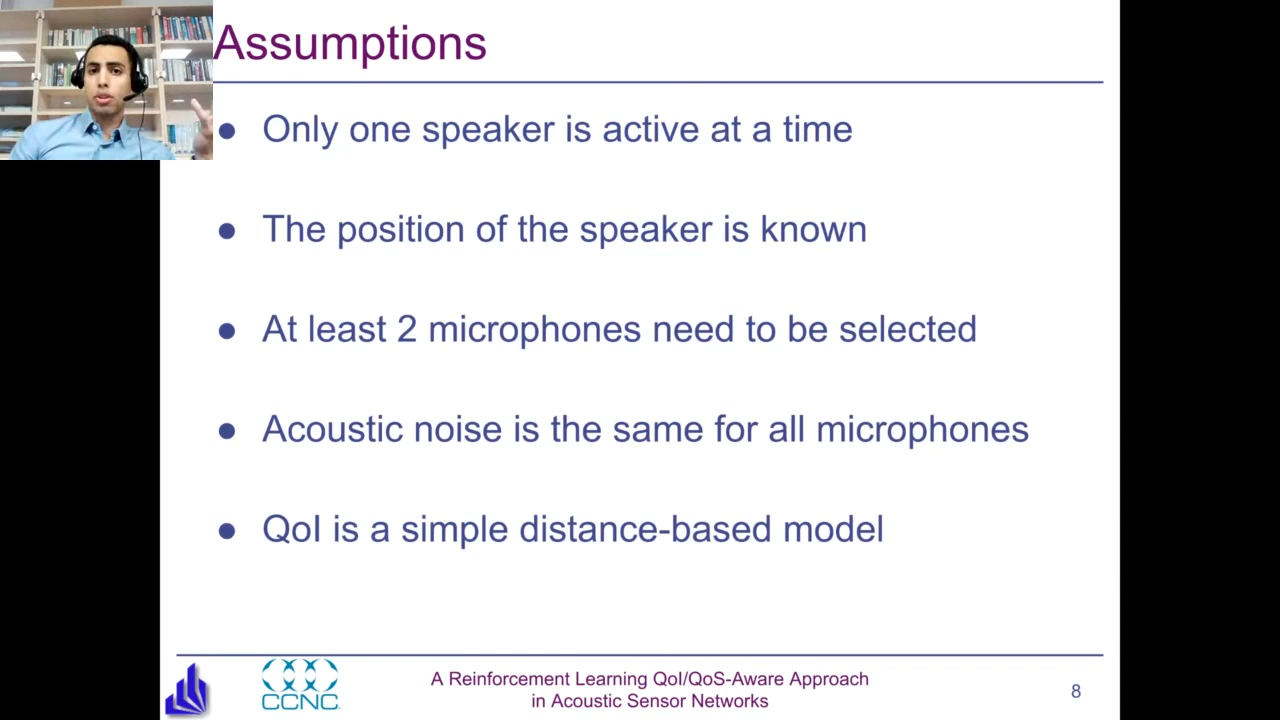 Assumptions
● Only one speaker is active at a time
● The position of the speaker is known
● At least 2 microphones need to be selected
● Acoustic noise is the same for all microphones
● QoI is a simple distance-based model
CCNC
A Reinforcement Learning QoI/QoS-Aware Approach
in Acoustic Sensor Networks
8